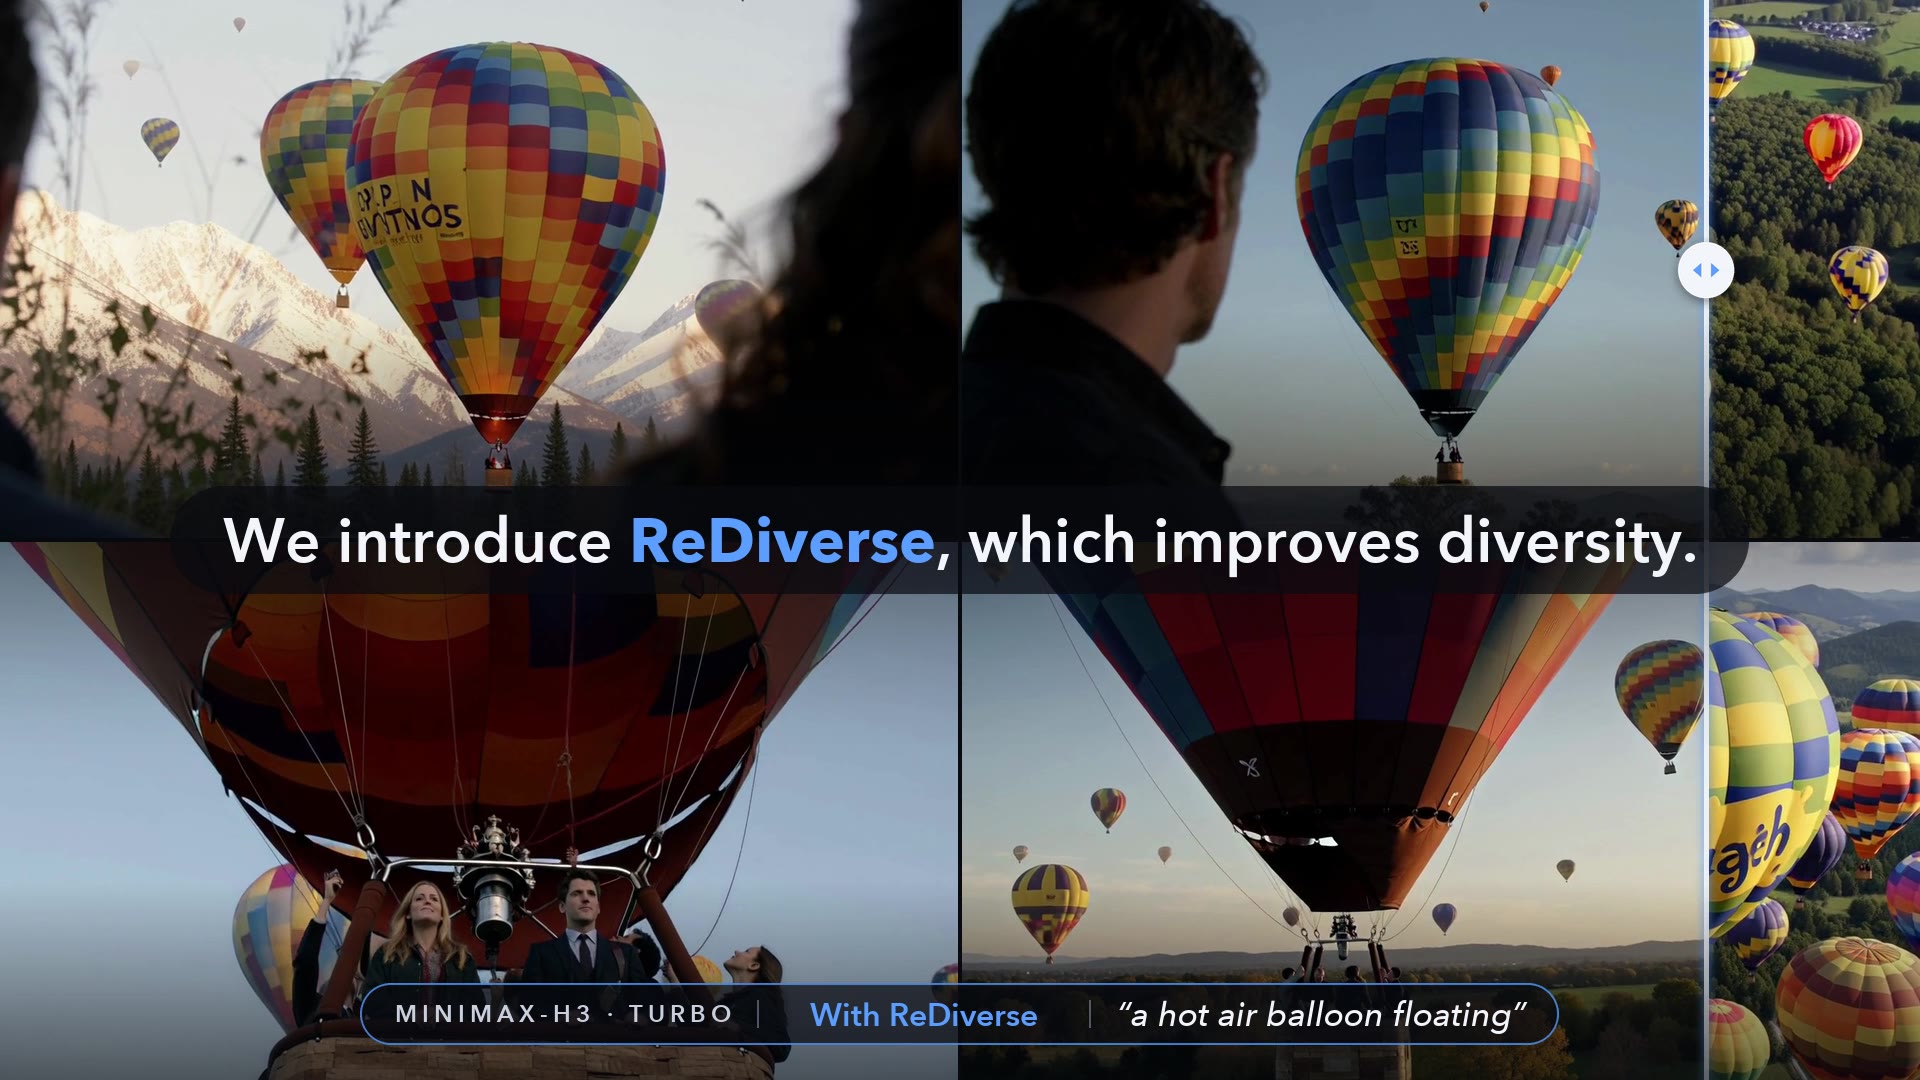 We introduce ReDiverse, which improves diversity.
MINIMAX-H3 · TURBO
With ReDiverse
“a hot air balloon floating”